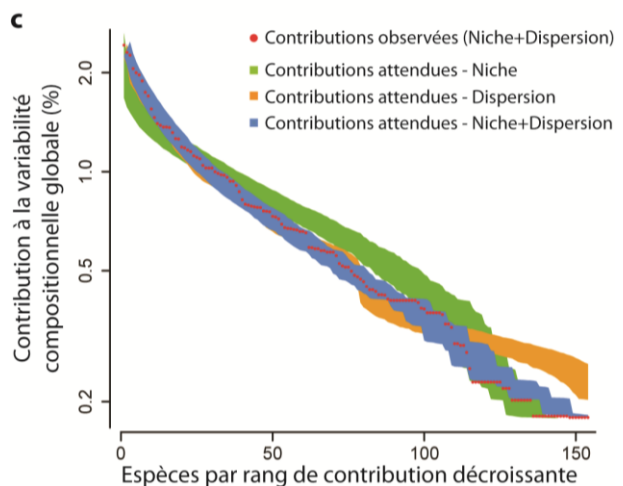 c
Contributions observées (Niche+Dispersion)
Contributions attendues - Niche
Contributions attendues - Dispersion
Contributions attendues - Niche+Dispersion
Contribution à la variabilité
compositionnelle globale (%)
2.0
1.0
0.5
0.2
0 50 100 150
Espèces par rang de contribution décroissante